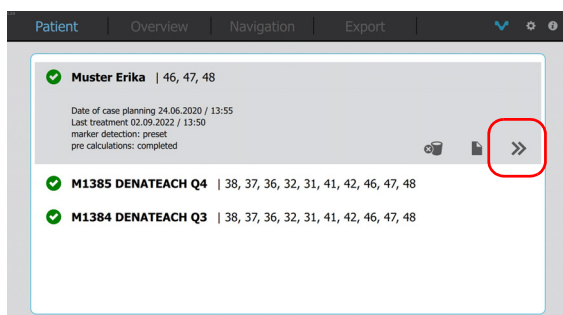 Patient
Overview
Navigation
Export
Muster Erika | 46, 47, 48
Date of case planning 24.06.2020 / 13:55
Last treatment 02.09.2022 / 13:50
marker detection: preset
pre calculations: completed
M1385 DENATEACH Q4 | 38, 37, 36, 32, 31, 41, 42, 46, 47, 48
M1384 DENATEACH Q3 | 38, 37, 36, 32, 31, 41, 42, 46, 47, 48